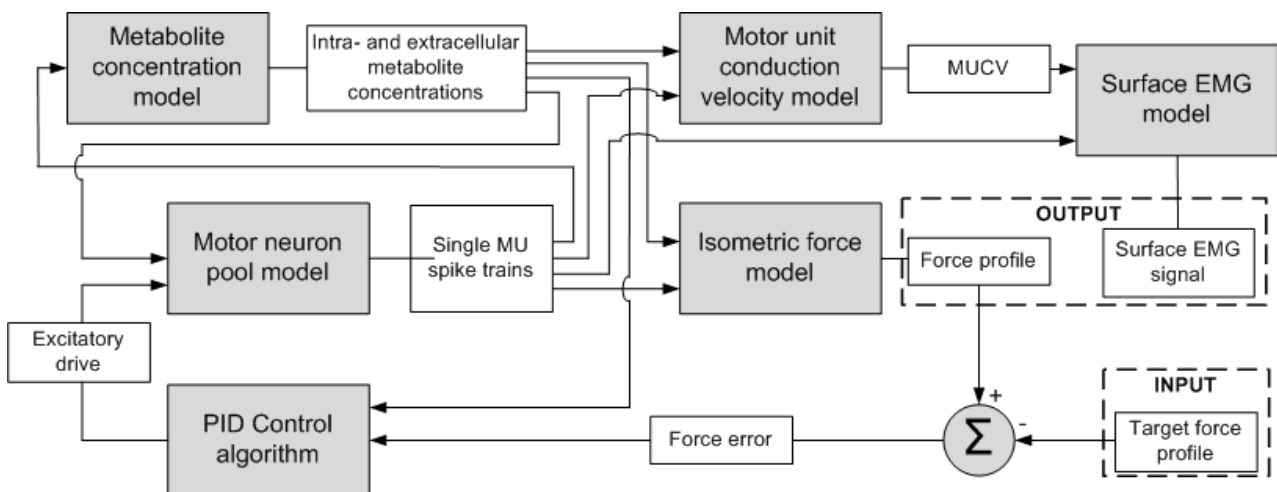 Metabolite
concentration
model
Intra- and extracellular
metabolite
concentrations
Motor unit
conduction
velocity model
MUCV
Surface EMG
model
Motor neuron
pool model
Single MU
spike trains
Isometric force
model
OUTPUT
Force profile
Surface EMG
signal
Excitatory
drive
PID Control
algorithm
Force error
+
-
Σ
INPUT
Target force
profile